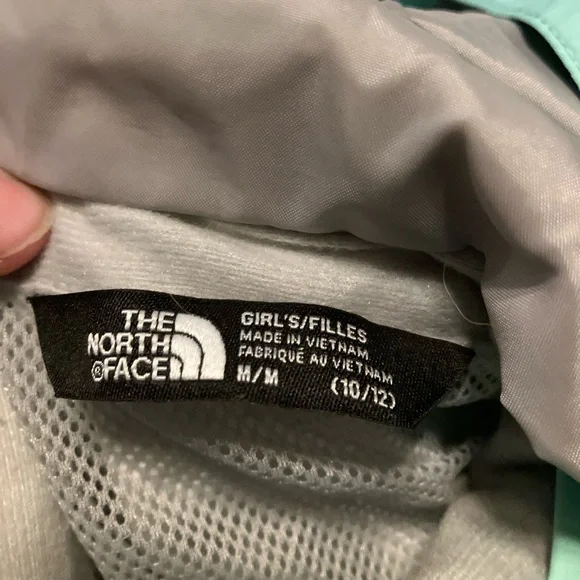 THE
NORTH
®FACE
GIRL'S/FILLES
MADE IN VIETNAM
FABRIQUÉ AU VIETNAM
M/M (10/12)